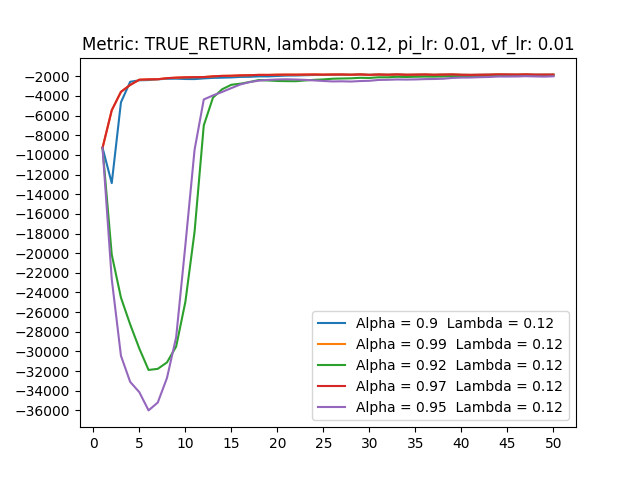 Metric: TRUE_RETURN, lambda: 0.12, pi_lr: 0.01, vf_lr: 0.01
−2000
−4000
−6000
−8000
−10000
−12000
−14000
−16000
−18000
−20000
−22000
−24000
−26000
−28000
−30000
−32000
−34000
−36000
Alpha = 0.9  Lambda = 0.12
Alpha = 0.99  Lambda = 0.12
Alpha = 0.92  Lambda = 0.12
Alpha = 0.97  Lambda = 0.12
Alpha = 0.95  Lambda = 0.12
0 5 10 15 20 25 30 35 40 45 50